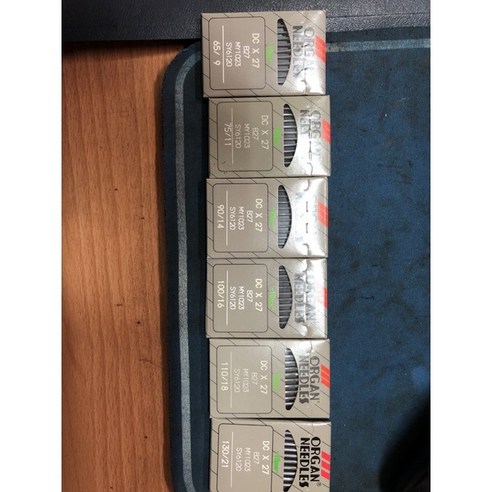 DC X 27
B27
MY1023
SY6120
65/ 9
ORGAN
NEEDLES
DC X 27
B27
MY1023
SY6120
75/11
ORGAN
DC X 27
B27
MY1023
SY6120
90/14
DC X 27
B27
MY1023
SY6120
100/16
ORGAN
NEEDLES
DC X 27
B27
MY1023
SY6120
110/18
ORGAN
NEEDLES
DC X 27
B27
MY1023
SY6120
130/21
ORGAN
NEEDLES